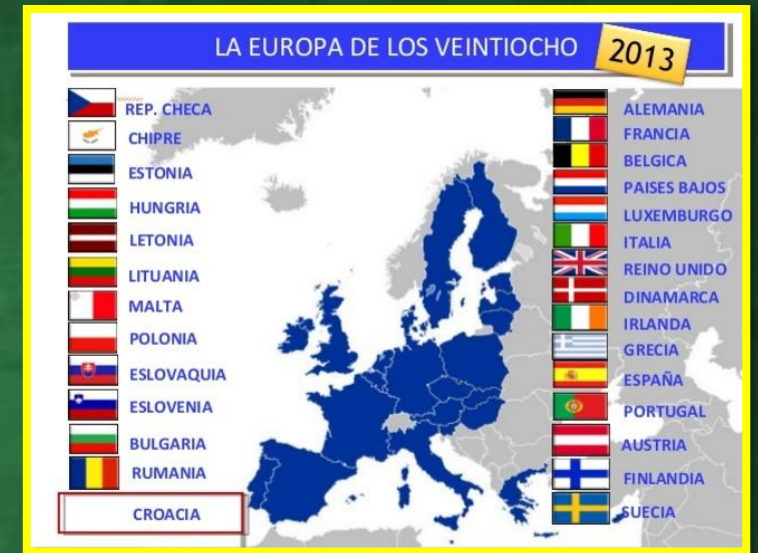 LA EUROPA DE LOS VEINTIOCHO
2013
REP. CHECA
CHIPRE
ESTONIA
HUNGRIA
LETONIA
LITUANIA
MALTA
POLONIA
ESLOVAQUIA
ESLOVENIA
BULGARIA
RUMANIA
CROACIA
ALEMANIA
FRANCIA
BELGICA
PAISES BAJOS
LUXEMBURGO
ITALIA
REINO UNIDO
DINAMARCA
IRLANDA
GRECIA
ESPAÑA
PORTUGAL
AUSTRIA
FINLANDIA
SUECIA